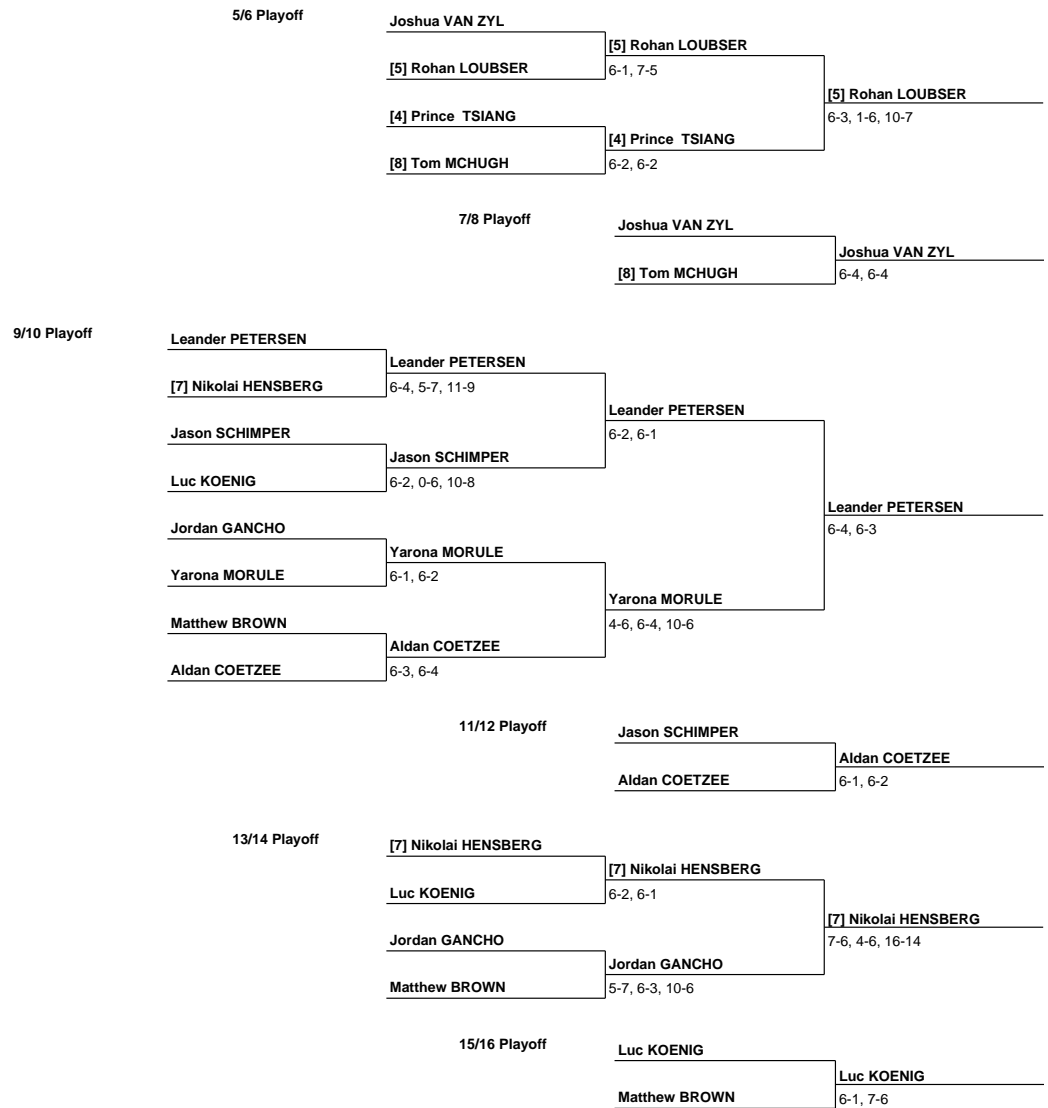 5/6 Playoff
Joshua VAN ZYL
[5] Rohan LOUBSER
[5] Rohan LOUBSER
6-1, 7-5
[5] Rohan LOUBSER
[4] Prince TSIANG
6-3, 1-6, 10-7
[4] Prince TSIANG
[8] Tom MCHUGH
6-2, 6-2
7/8 Playoff
Joshua VAN ZYL
Joshua VAN ZYL
[8] Tom MCHUGH
6-4, 6-4
9/10 Playoff
Leander PETERSEN
Leander PETERSEN
[7] Nikolai HENSBERG
6-4, 5-7, 11-9
Leander PETERSEN
Jason SCHIMPER
6-2, 6-1
Jason SCHIMPER
Luc KOENIG
6-2, 0-6, 10-8
Leander PETERSEN
Jordan GANCHO
6-4, 6-3
Yarona MORULE
Yarona MORULE
6-1, 6-2
Yarona MORULE
Matthew BROWN
4-6, 6-4, 10-6
Aldan COETZEE
Aldan COETZEE
6-3, 6-4
11/12 Playoff
Jason SCHIMPER
Aldan COETZEE
Aldan COETZEE
6-1, 6-2
13/14 Playoff
[7] Nikolai HENSBERG
[7] Nikolai HENSBERG
Luc KOENIG
6-2, 6-1
[7] Nikolai HENSBERG
Jordan GANCHO
7-6, 4-6, 16-14
Jordan GANCHO
Matthew BROWN
5-7, 6-3, 10-6
15/16 Playoff
Luc KOENIG
Luc KOENIG
Matthew BROWN
6-1, 7-6